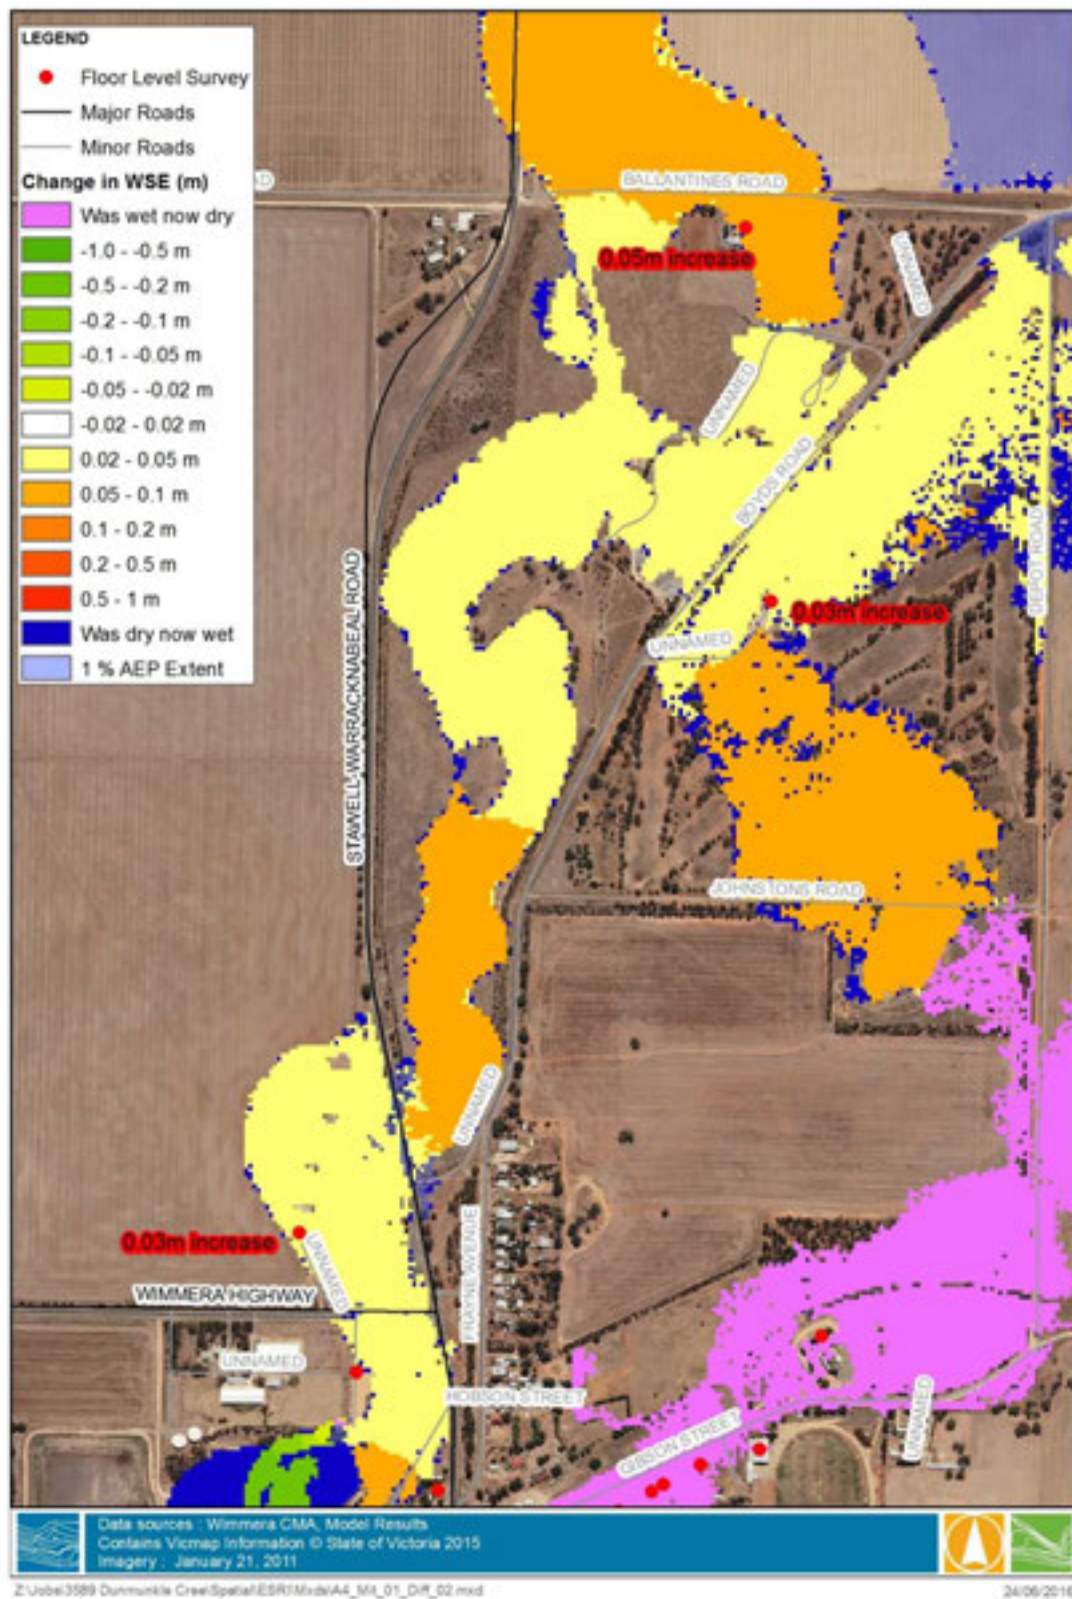 LEGEND
Floor Level Survey
Major Roads
Minor Roads
Change in WSE (m)
Was wet now dry
-1.0 - -0.5 m
-0.5 - -0.2 m
-0.2 - -0.1 m
-0.1 - -0.05 m
-0.05 - -0.02 m
-0.02 - 0.02 m
0.02 - 0.05 m
0.05 - 0.1 m
0.1 - 0.2 m
0.2 - 0.5 m
0.5 - 1 m
Was dry now wet
1 % AEP Extent
BALLANTINES ROAD
0.05m increase
UNNAMED
UNNAMED
BOYDS ROAD
DEPOT ROAD
STAWELL-WARRACKNABEAL ROAD
0.03m increase
UNNAMED
JOHNSTONS ROAD
UNNAMED
0.03m increase
UNNAMED
FRAYNE AVENUE
WIMMERA HIGHWAY
UNNAMED
HOBSON STREET
GIBSON STREET
UNNAMED
Data sources : Wimmera CMA, Model Results
Contains Vicmap Information © State of Victoria 2015
Imagery : January 21, 2011
24/06/2016